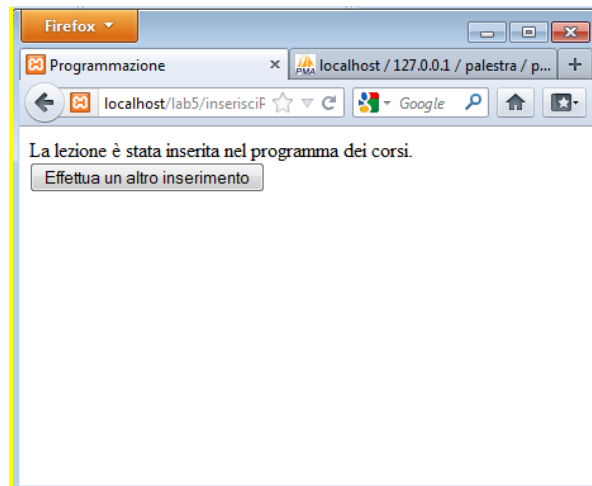 Firefox
Programmazione
PMA
localhost / 127.0.0.1 / palestra / p...
localhost/lab5/inserisciF
Google
La lezione è stata inserita nel programma dei corsi.
Effettua un altro inserimento